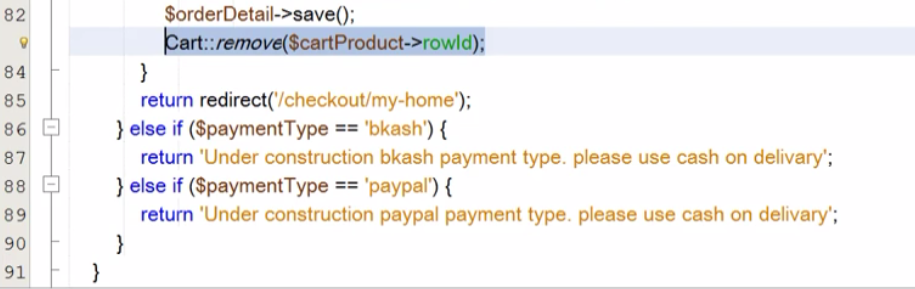 82 $orderDetail->save();
Cart::remove($cartProduct->rowId);
84 }
85 return redirect('/checkout/my-home');
86 } else if ($paymentType == 'bkash') {
87 return 'Under construction bkash payment type. please use cash on delivary';
88 } else if ($paymentType == 'paypal') {
89 return 'Under construction paypal payment type. please use cash on delivary';
90 }
91 }